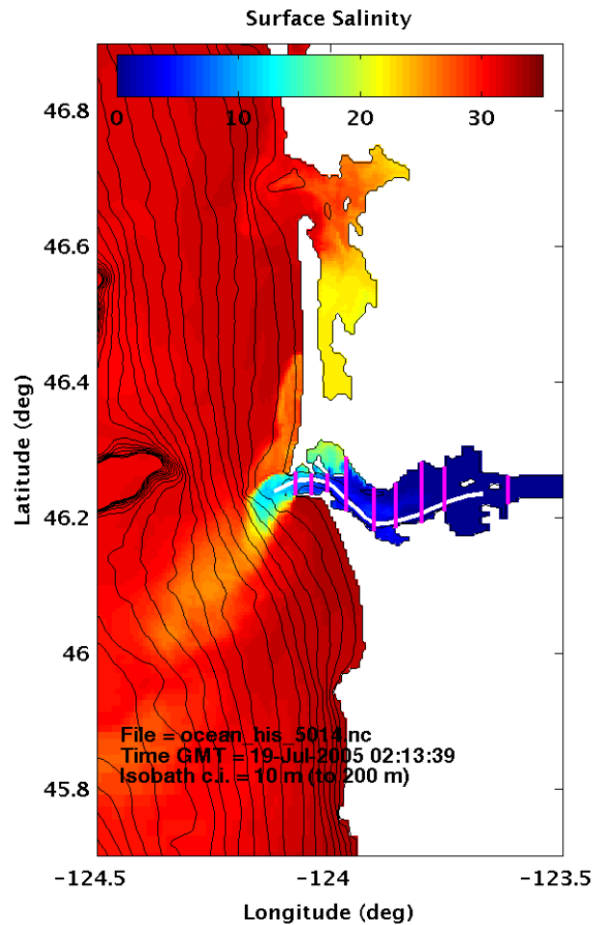 Surface Salinity
0 10 20 30
46.8
46.6
46.4
46.2
46
45.8
Latitude (deg)
File = ocean_his_5014.nc
Time GMT = 19-Jul-2005 02:13:39
Isobath c.i. = 10 m (to 200 m)
-124.5 -124 -123.5
Longitude (deg)